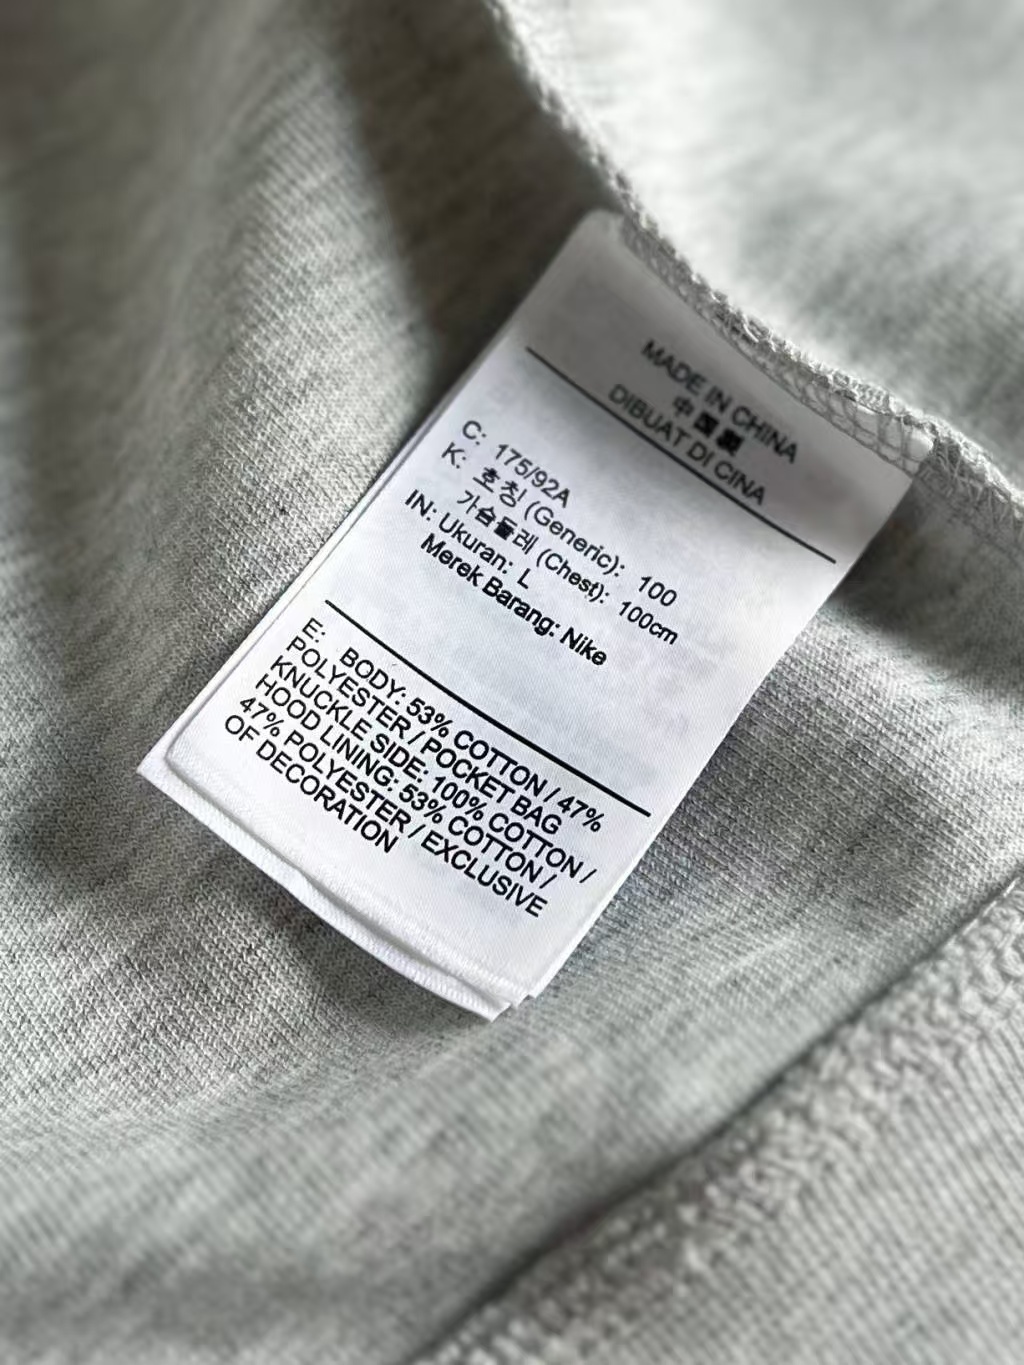 MADE IN CHINA
中国製
DIBUAT DI CINA
C: 175/92A
K: 호칭 (Generic): 100
가슴둘레 (Chest): 100cm
IN: Ukuran: L
Merek Barang: Nike
E: BODY: 53% COTTON / 47%
POLYESTER / POCKET BAG
KNUCKLE SIDE: 100% COTTON /
HOOD LINING: 53% COTTON /
47% POLYESTER / EXCLUSIVE
OF DECORATION